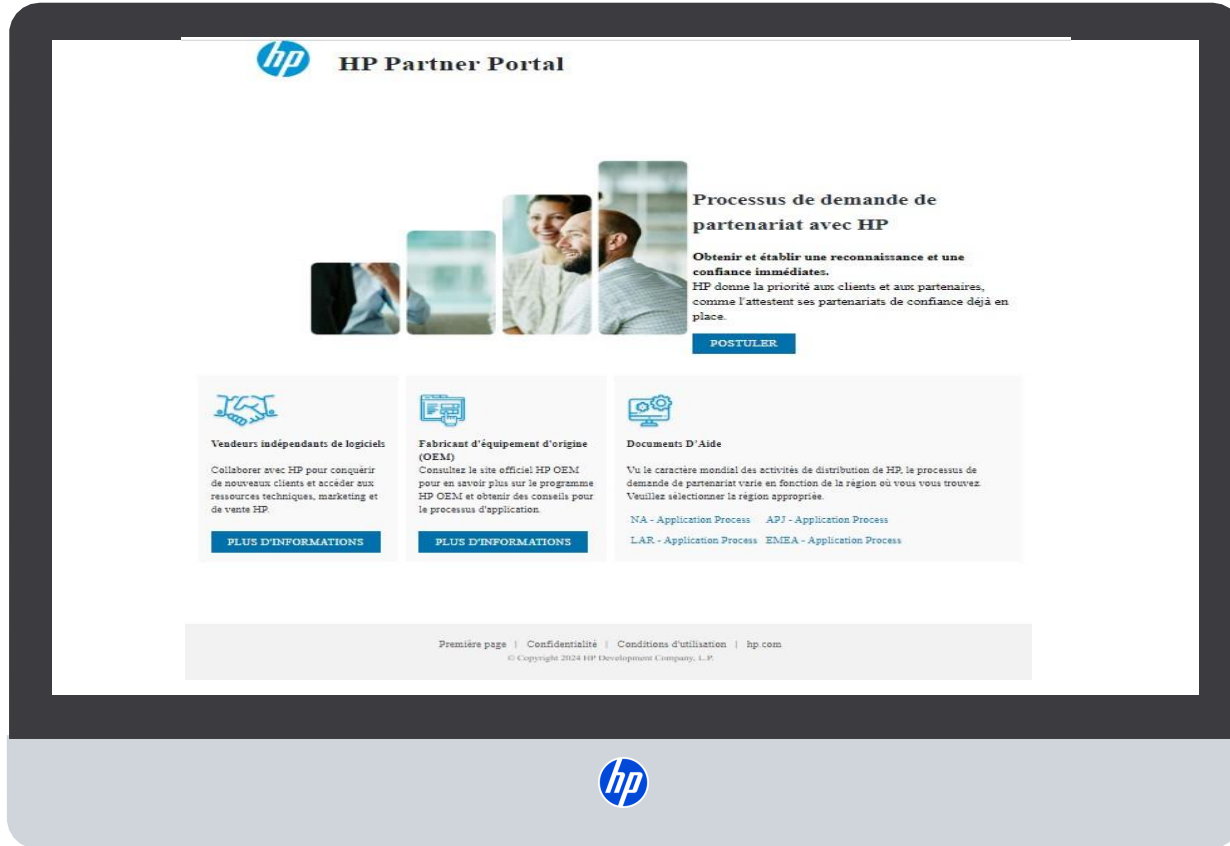 hp
HP Partner Portal
Processus de demande de
partenariat avec HP
Obtenir et établir une reconnaissance et une
confiance immédiates.
HP donne la priorité aux clients et aux partenaires,
comme l'attestent ses partenariats de confiance déjà en
place.
POSTULER
Vendeurs indépendants de logiciels
Collaborer avec HP pour conquérir
de nouveaux clients et accéder aux
ressources techniques, marketing et
de vente HP.
PLUS D'INFORMATIONS
Fabricant d'équipement d'origine
(OEM)
Consultez le site officiel HP OEM
pour en savoir plus sur le programme
HP OEM et obtenir des conseils pour
le processus d'application.
PLUS D'INFORMATIONS
Documents D'Aide
Vu le caractère mondial des activités de distribution de HP, le processus de
demande de partenariat varie en fonction de la région où vous vous trouvez.
Veuillez sélectionner la région appropriée.
NA - Application Process APJ - Application Process
LAR - Application Process EMEA - Application Process
Première page | Confidentialité | Conditions d'utilisation | hp.com
© Copyright 2024 HP Development Company, L.P.
hp